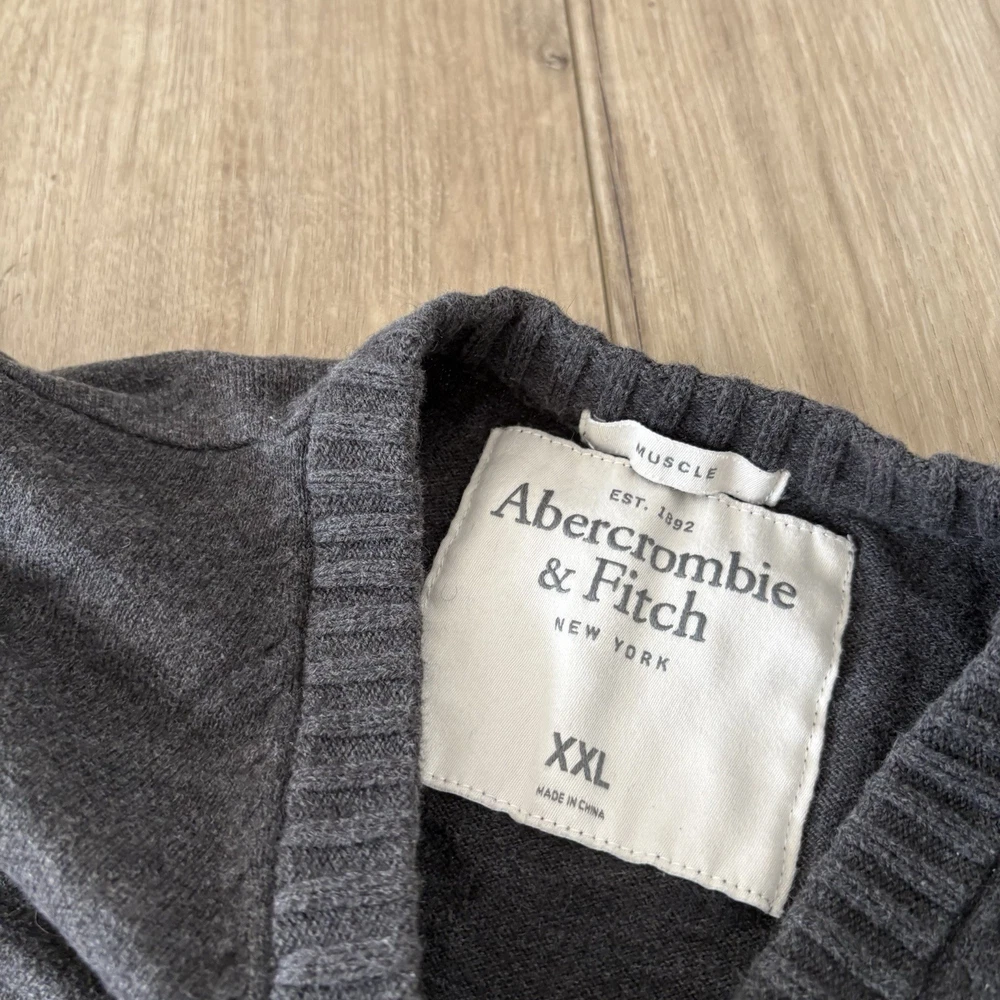 MUSCLE
EST. 1892
Abercrombie
& Fitch
NEW YORK
XXL
MADE IN CHINA